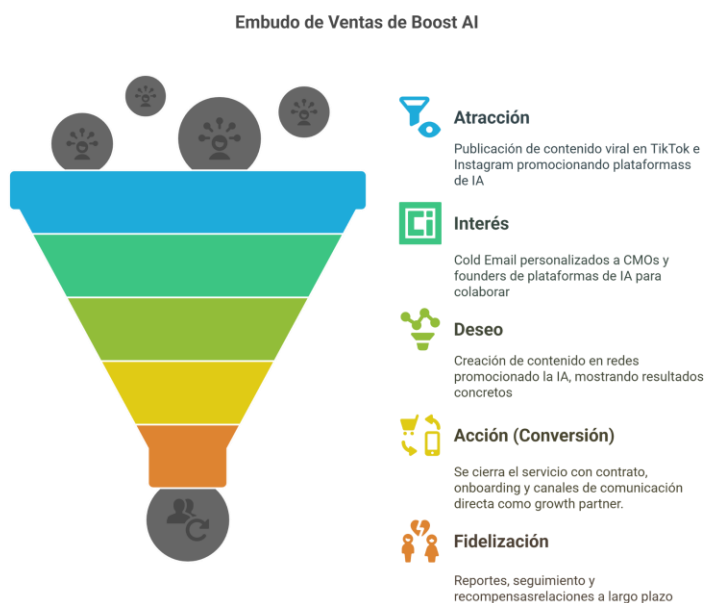 Embudo de Ventas de Boost AI
Atracción
Publicación de contenido viral en TikTok e
Instagram promocionando plataformass
de IA
Interés
Cold Email personalizados a CMOs y
founders de plataformas de IA para
colaborar
Deseo
Creación de contenido en redes
promocionado la IA, mostrando resultados
concretos
Acción (Conversión)
Se cierra el servicio con contrato,
onboarding y canales de comunicación
directa como growth partner.
Fidelización
Reportes, seguimiento y
recompensasrelaciones a largo plazo